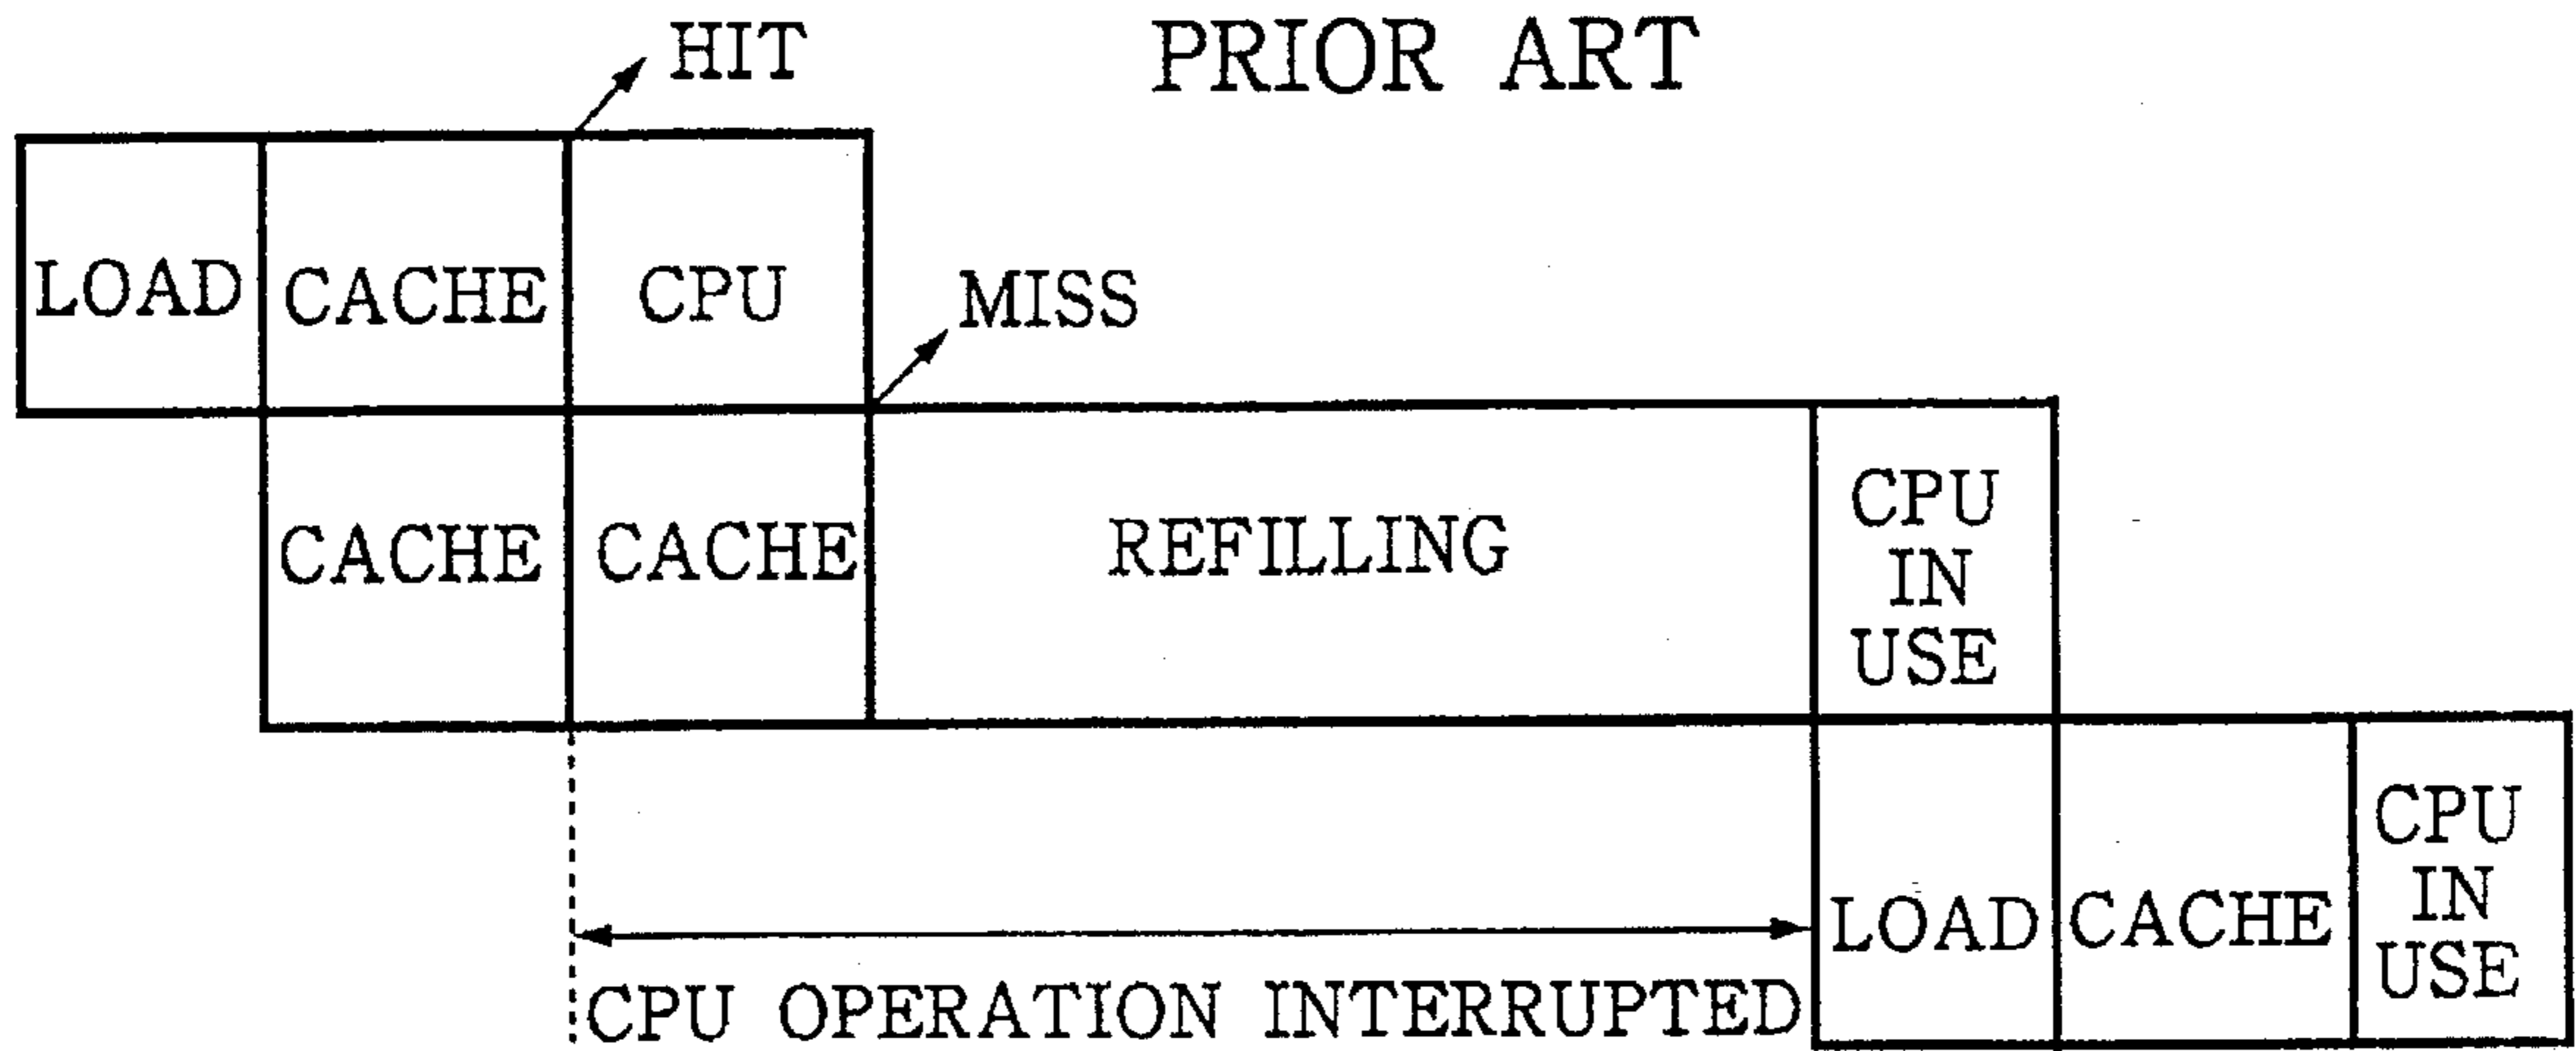 HIT
PRIOR ART
LOAD
CACHE
CPU
MISS
CACHE
CACHE
REFILLING
CPU
IN
USE
CPU OPERATION INTERRUPTED
LOAD
CACHE
CPU
IN
USE